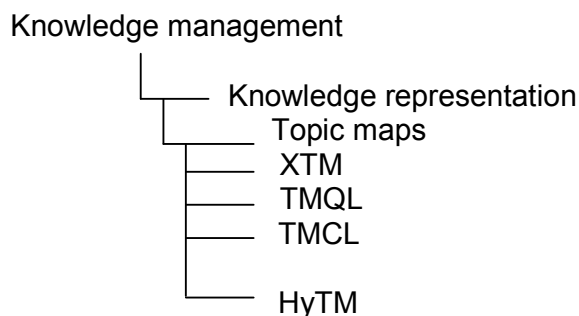 Knowledge management
Knowledge representation
Topic maps
XTM
TMQL
TMCL
HyTM